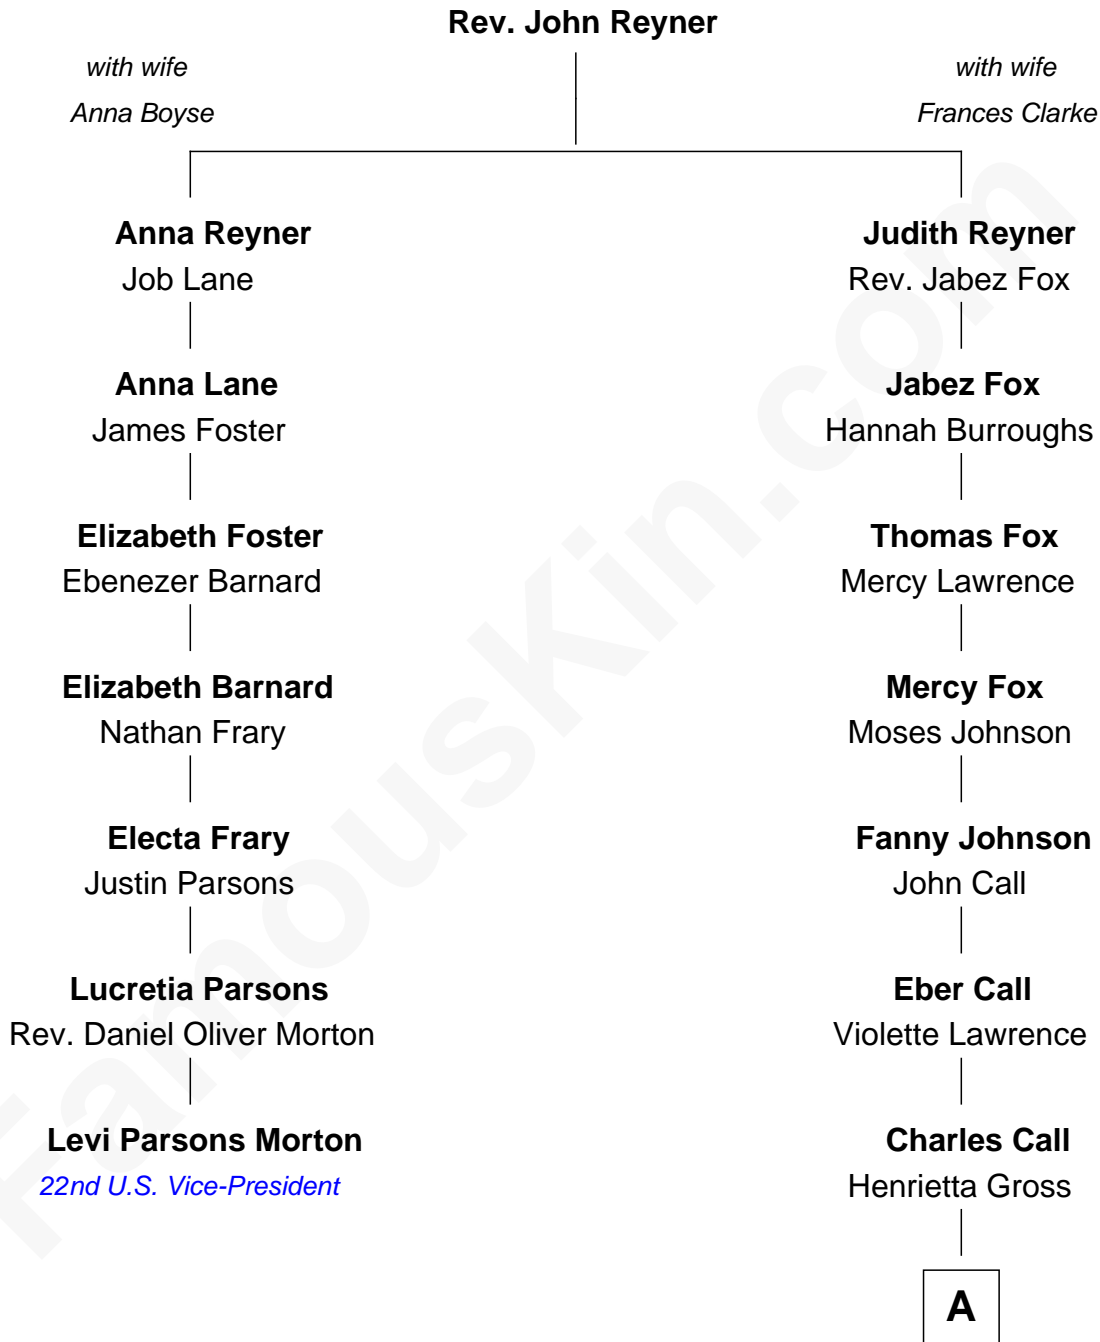 Rev. John Reyner
with wife
Anna Boyse
with wife
Frances Clarke
Anna Reyner
Job Lane
Judith Reyner
Rev. Jabez Fox
Anna Lane
James Foster
Jabez Fox
Hannah Burroughs
Elizabeth Foster
Ebenezer Barnard
Thomas Fox
Mercy Lawrence
Elizabeth Barnard
Nathan Frary
Mercy Fox
Moses Johnson
Electa Frary
Justin Parsons
Fanny Johnson
John Call
Lucretia Parsons
Rev. Daniel Oliver Morton
Eber Call
Violette Lawrence
Levi Parsons Morton
22nd U.S. Vice-President
Charles Call
Henrietta Gross
A
FamousKin.com